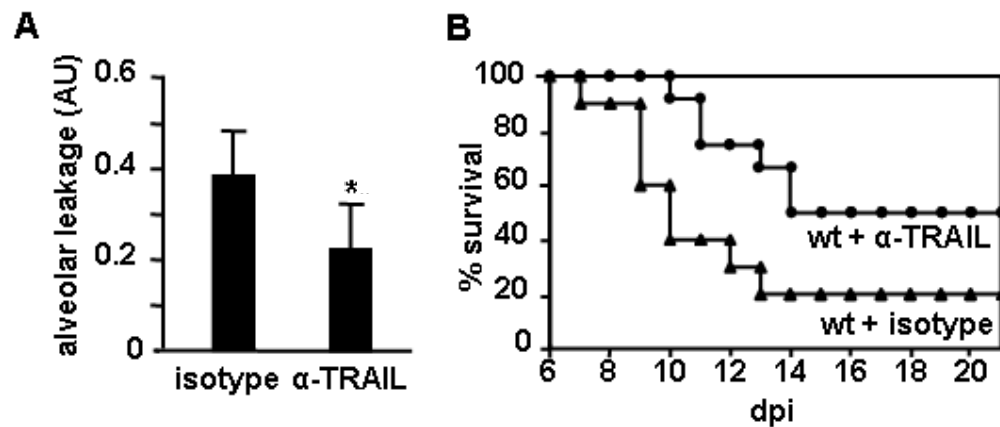 A
alveolar leakage (AU)
0.6
0.4
0.2
0
*
isotype α-TRAIL
B
% survival
100
80
60
40
20
0
wt + α-TRAIL
wt + isotype
6 8 10 12 14 16 18 20
dpi